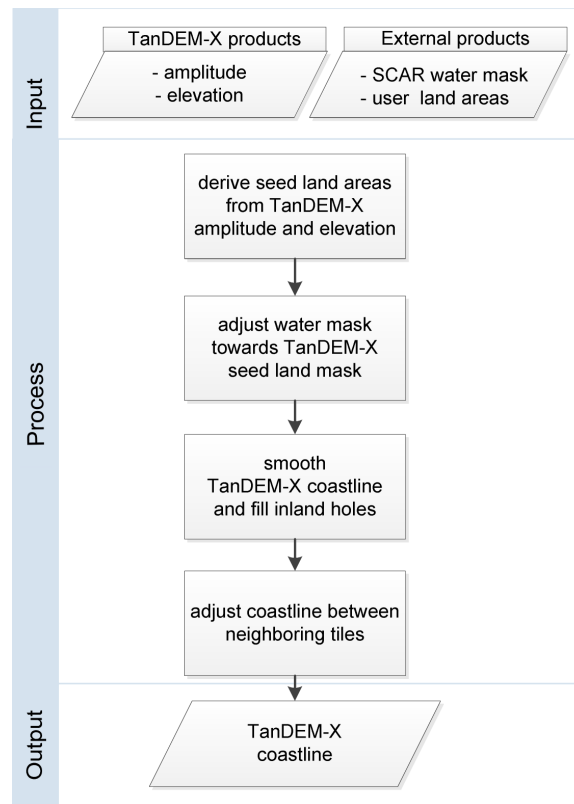 Input
TanDEM-X products
- amplitude
- elevation
External products
- SCAR water mask
- user land areas
Process
derive seed land areas
from TanDEM-X
amplitude and elevation
adjust water mask
towards TanDEM-X
seed land mask
smooth
TanDEM-X coastline
and fill inland holes
adjust coastline between
neighboring tiles
Output
TanDEM-X
coastline